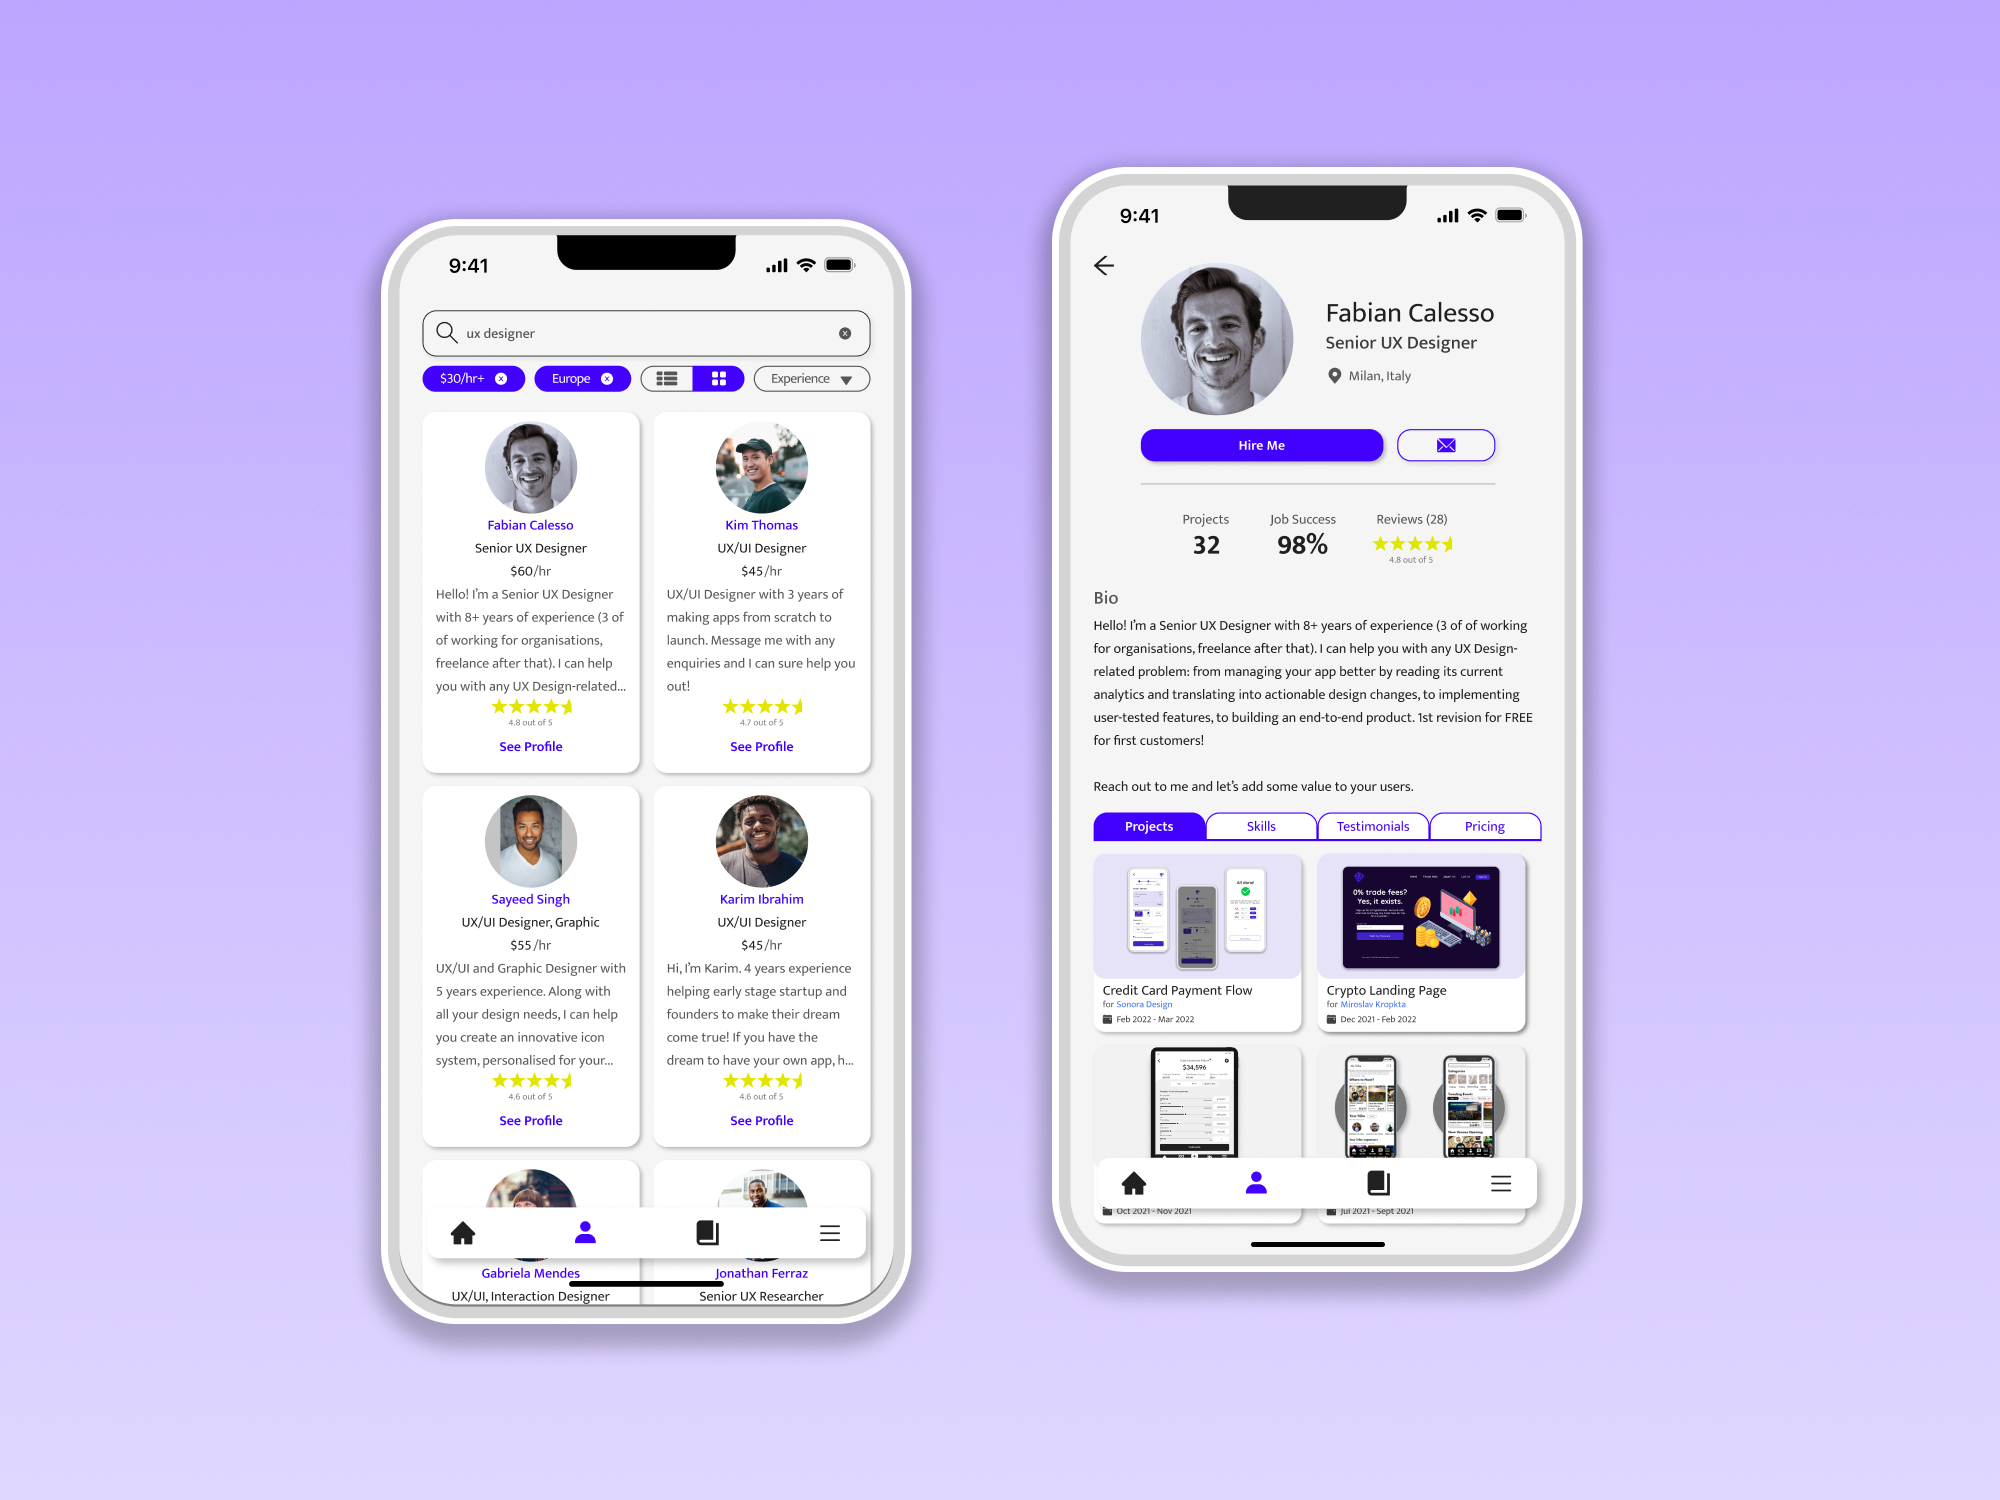 9:41
ux designer
$30/hr+
Europe
Experience
Fabian Calesso
Senior UX Designer
$60/hr
Hello! I'm a Senior UX Designer
with 8+ years of experience (3 of
of working for organisations,
freelance after that). I can help
you with any UX Design-related...
4.8 out of 5
See Profile
Kim Thomas
UX/UI Designer
$45/hr
UX/UI Designer with 3 years of
making apps from scratch to
launch. Message me with any
enquiries and I can sure help you
out!
4.7 out of 5
See Profile
Sayeed Singh
UX/UI Designer, Graphic
$55/hr
UX/UI and Graphic Designer with
5 years experience. Along with
all your design needs, I can help
you create an innovative icon
system, personalised for your...
4.6 out of 5
See Profile
Karim Ibrahim
UX/UI Designer
$45/hr
Hi, I'm Karim. 4 years experience
helping early stage startup and
founders to make their dream
come true! If you have the
dream to have your own app, h...
4.6 out of 5
See Profile
Gabriela Mendes
UX/UI, Interaction Designer
Jonathan Ferraz
Senior UX Researcher
9:41
Fabian Calesso
Senior UX Designer
Milan, Italy
Hire Me
Projects
32
Job Success
98%
Reviews (28)
4.8 out of 5
Bio
Hello! I'm a Senior UX Designer with 8+ years of experience (3 of of working
for organisations, freelance after that). I can help you with any UX Design-
related problem: from managing your app better by reading its current
analytics and translating into actionable design changes, to implementing
user-tested features, to building an end-to-end product. 1st revision for FREE
for first customers!
Reach out to me and let's add some value to your users.
Projects
Skills
Testimonials
Pricing
All done!
Credit Card Payment Flow
for Sonora Design
Feb 2022 - Mar 2022
0% trade fees?
Yes, it exists.
Crypto Landing Page
for Miroslav Kropkta
Dec 2021 - Feb 2022
$34,596
Oct 2021 - Nov 2021
Where to Next?
Categories
Trending Events
New Venues Opening
Jul 2021 - Sept 2021